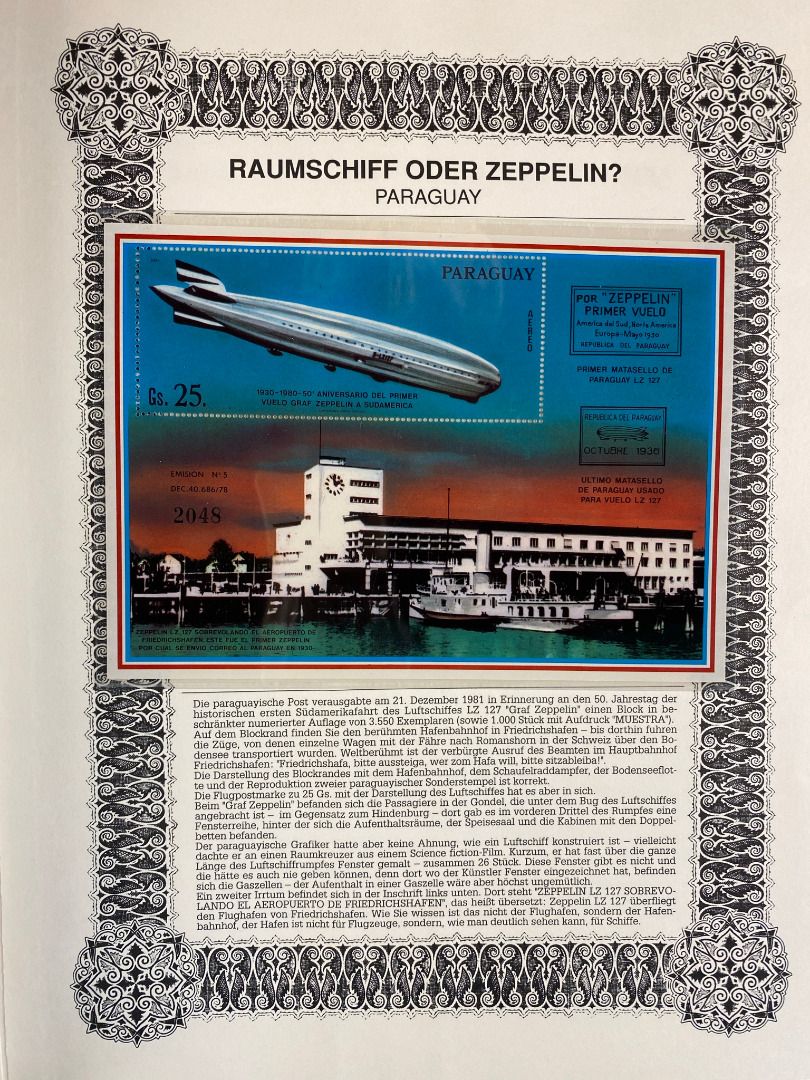 RAUMSCHIFF ODER ZEPPELIN?
PARAGUAY
PARAGUAY
AEREO
Gs. 25.
1930-1980-50º ANIVERSARIO DEL PRIMER
VUELO GRAF ZEPPELIN A SUDAMERICA
POR "ZEPPELIN"
PRIMER VUELO
America del Sud, Norte America
Europa-Mayo 1930
REPUBLICA DEL PARAGUAY
PRIMER MATASELLO DE
PARAGUAY LZ 127
REPUBLICA DEL PARAGUAY
OCTUBRE 1930
ULTIMO MATASELLO
DE PARAGUAY USADO
PARA VUELO LZ 127
EMISION Nº 5
DEC. 40.686/78
2048
ZEPPELIN LZ 127 SOBREVOLANDO EL AEROPUERTO DE
FRIEDRICHSHAFEN, ESTE FUE EL PRIMER ZEPPELIN
POR CUAL SE ENVIO CORREO AL PARAGUAY EN 1930-
Die paraguayische Post verausgabte am 21. Dezember 1981 in Erinnerung an den 50. Jahrestag der
historischen ersten Südamerikafahrt des Luftschiffes LZ 127 "Graf Zeppelin" einen Block in be-
schränkter numerierter Auflage von 3.550 Exemplaren (sowie 1.000 Stück mit Aufdruck "MUESTRA").
Auf dem Blockrand finden Sie den berühmten Hafenbahnhof in Friedrichshafen – bis dorthin fuhren
die Züge, von denen einzelne Wagen mit der Fähre nach Romanshorn in der Schweiz über den Bo-
densee transportiert wurden. Weltberühmt ist der verbürgte Ausruf des Beamten im Hauptbahnhof
Friedrichshafen: "Friedrichshafa, bitte aussteiga, wer zom Hafa will, bitte sitzableiba!".
Die Darstellung des Blockrandes mit dem Hafenbahnhof, dem Schaufelraddampfer, der Bodenseeflot-
te und der Reproduktion zweier paraguayischer Sonderstempel ist korrekt.
Die Flugpostmarke zu 25 Gs. mit der Darstellung des Luftschiffes hat es aber in sich.
Beim "Graf Zeppelin" befanden sich die Passagiere in der Gondel, die unter dem Bug des Luftschiffes
angebracht ist – im Gegensatz zum Hindenburg – dort gab es im vorderen Drittel des Rumpfes eine
Fensterreihe, hinter der sich die Aufenthaltsräume, der Speisesaal und die Kabinen mit den Doppel-
betten befanden.
Der paraguayische Grafiker hatte aber keine Ahnung, wie ein Luftschiff konstruiert ist – vielleicht
dachte er an einen Raumkreuzer aus einem Science fiction-Film. Kurzum, er hat fast über die ganze
Länge des Luftschiffrumpfes Fenster gemalt – zusammen 26 Stück. Diese Fenster gibt es nicht und
die hätte es auch nie geben können, denn dort wo der Künstler Fenster eingezeichnet hat, befinden
sich die Gaszellen – der Aufenthalt in einer Gaszelle wäre aber höchst ungemütlich.
Ein zweiter Irrtum befindet sich in der Inschrift links unten. Dort steht "ZEPPELIN LZ 127 SOBREVO-
LANDO EL AEROPUERTO DE FRIEDRICHSHAFEN", das heißt übersetzt: Zeppelin LZ 127 überfliegt
den Flughafen von Friedrichshafen. Wie Sie wissen ist das nicht der Flughafen, sondern der Hafen-
bahnhof, der Hafen ist nicht für Flugzeuge, sondern, wie man deutlich sehen kann, für Schiffe.